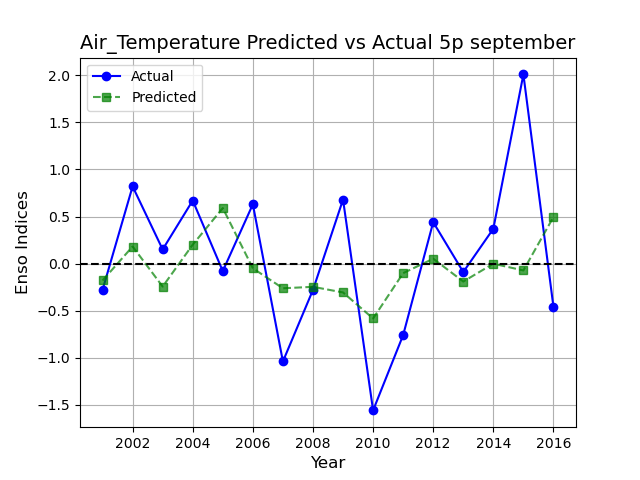 Air_Temperature Predicted vs Actual 5p september
Actual
Predicted
2.0
1.5
1.0
0.5
0.0
−0.5
−1.0
−1.5
Enso Indices
2002 2004 2006 2008 2010 2012 2014 2016
Year